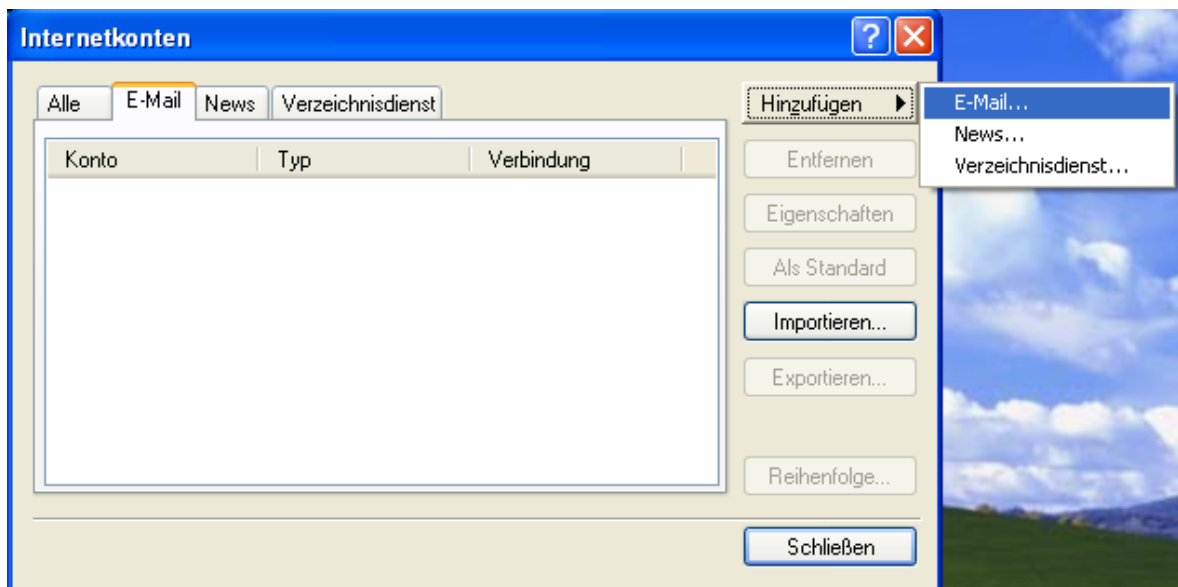 Internetkonten
Alle E-Mail News Verzeichnisdienst
Konto Typ Verbindung
Hinzufügen
E-Mail...
News...
Verzeichnisdienst...
Entfernen
Eigenschaften
Als Standard
Importieren...
Exportieren...
Reihenfolge...
Schließen